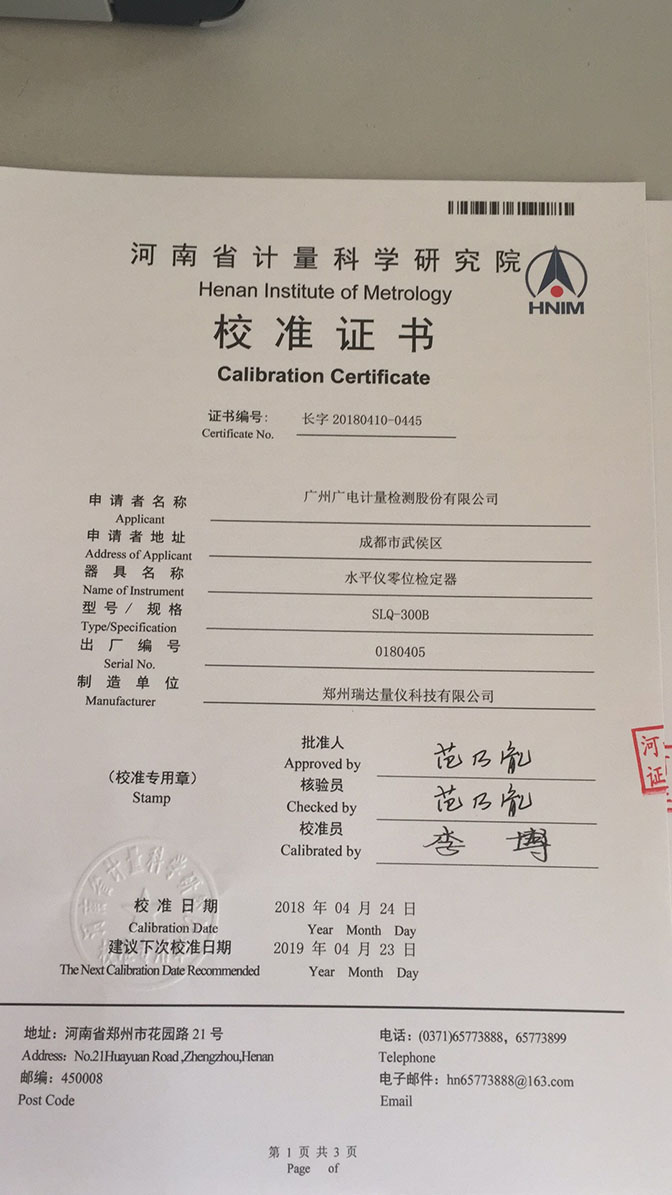 河南省计量科学研究院
Henan Institute of Metrology
HNIM
校准证书
Calibration Certificate
证书编号: 长字 20180410-0445
Certificate No.
申请者名称 广州广电计量检测股份有限公司
Applicant
申请者地址 成都市武侯区
Address of Applicant
器具名称 水平仪零位检定器
Name of Instrument
型号/规格 SLQ-300B
Type/Specification
出厂编号 0180405
Serial No.
制造单位 郑州瑞达量仪科技有限公司
Manufacturer
批准人
Approved by
(校准专用章) 核验员
Stamp Checked by
校准员
Calibrated by
河
证
校准日期 2018 年 04 月 24 日
Calibration Date Year Month Day
建议下次校准日期 2019 年 04 月 23 日
The Next Calibration Date Recommended Year Month Day
地址: 河南省郑州市花园路 21 号 电话: (0371)65773888, 65773899
Address: No.21Huayuan Road ,Zhengzhou,Henan Telephone
邮编: 450008 电子邮件: hn65773888@163.com
Post Code Email
第 1 页 共 3 页
Page of